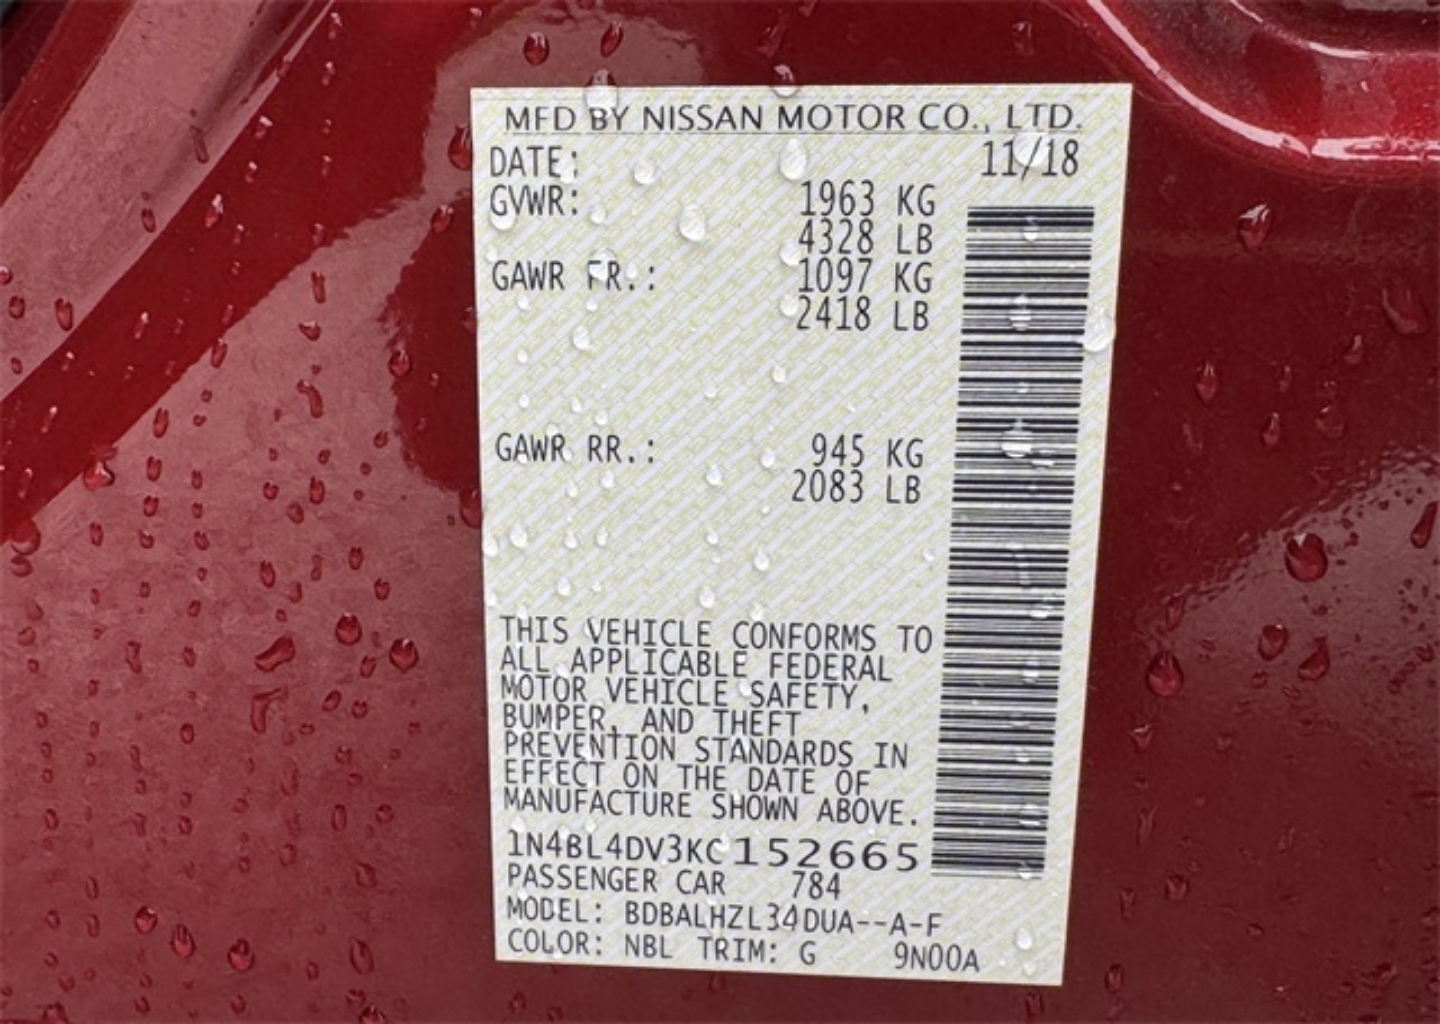 MFD BY NISSAN MOTOR CO., LTD.
DATE: 11/18
GVWR: 1963 KG
4328 LB
GAWR FR.: 1097 KG
2418 LB
GAWR RR.: 945 KG
2083 LB
THIS VEHICLE CONFORMS TO
ALL APPLICABLE FEDERAL
MOTOR VEHICLE SAFETY,
BUMPER, AND THEFT
PREVENTION STANDARDS IN
EFFECT ON THE DATE OF
MANUFACTURE SHOWN ABOVE.
1N4BL4DV3KC152665
PASSENGER CAR 784
MODEL: BDBALHZL34DUA--A-F
COLOR: NBL TRIM: G 9N00A